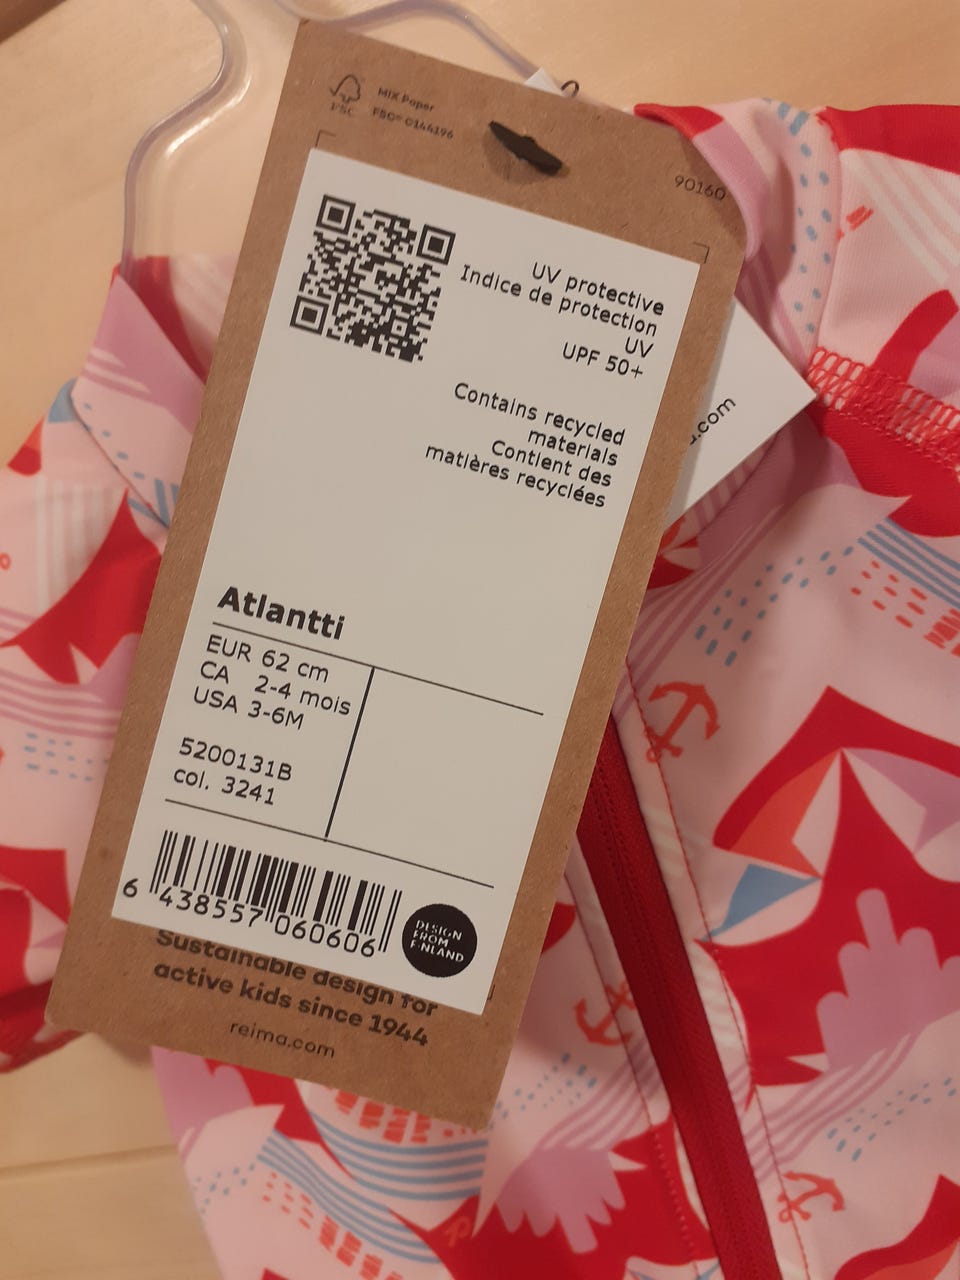 FSC
MIX Paper
FSC® C144196
90160
UV protective
Indice de protection
UV
UPF 50+
Contains recycled
materials
Contient des
matières recyclées
.com
Atlantti
EUR 62 cm
CA 2-4 mois
USA 3-6M
5200131B
col. 3241
6 438557 060606
DESIGN
FROM
FINLAND
Sustainable design for
active kids since 1944
reima.com